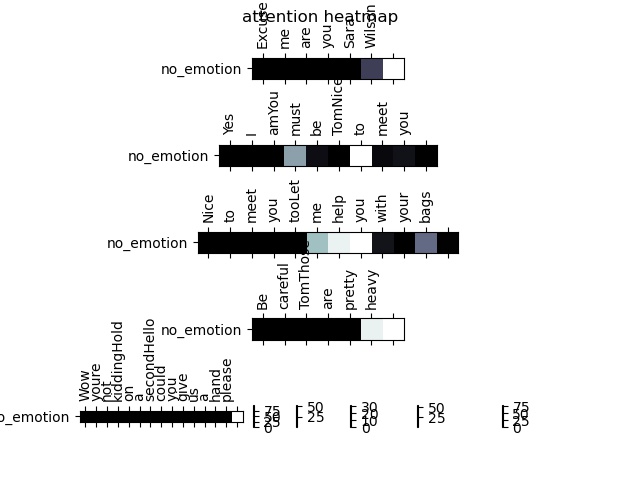 attention heatmap
Excuse me are you Sara Wilson
no_emotion
Yes I amYou must be TomNice to meet you
no_emotion
Nice to meet you tooLet me help you with your bags
no_emotion
Be careful TomThose are pretty heavy
no_emotion
Wow youre not kiddingHold on a secondHello could you give us a hand please
o_emotion
75 50 25 0
50 25
30 20 10 0
50 25
75 50 25 0